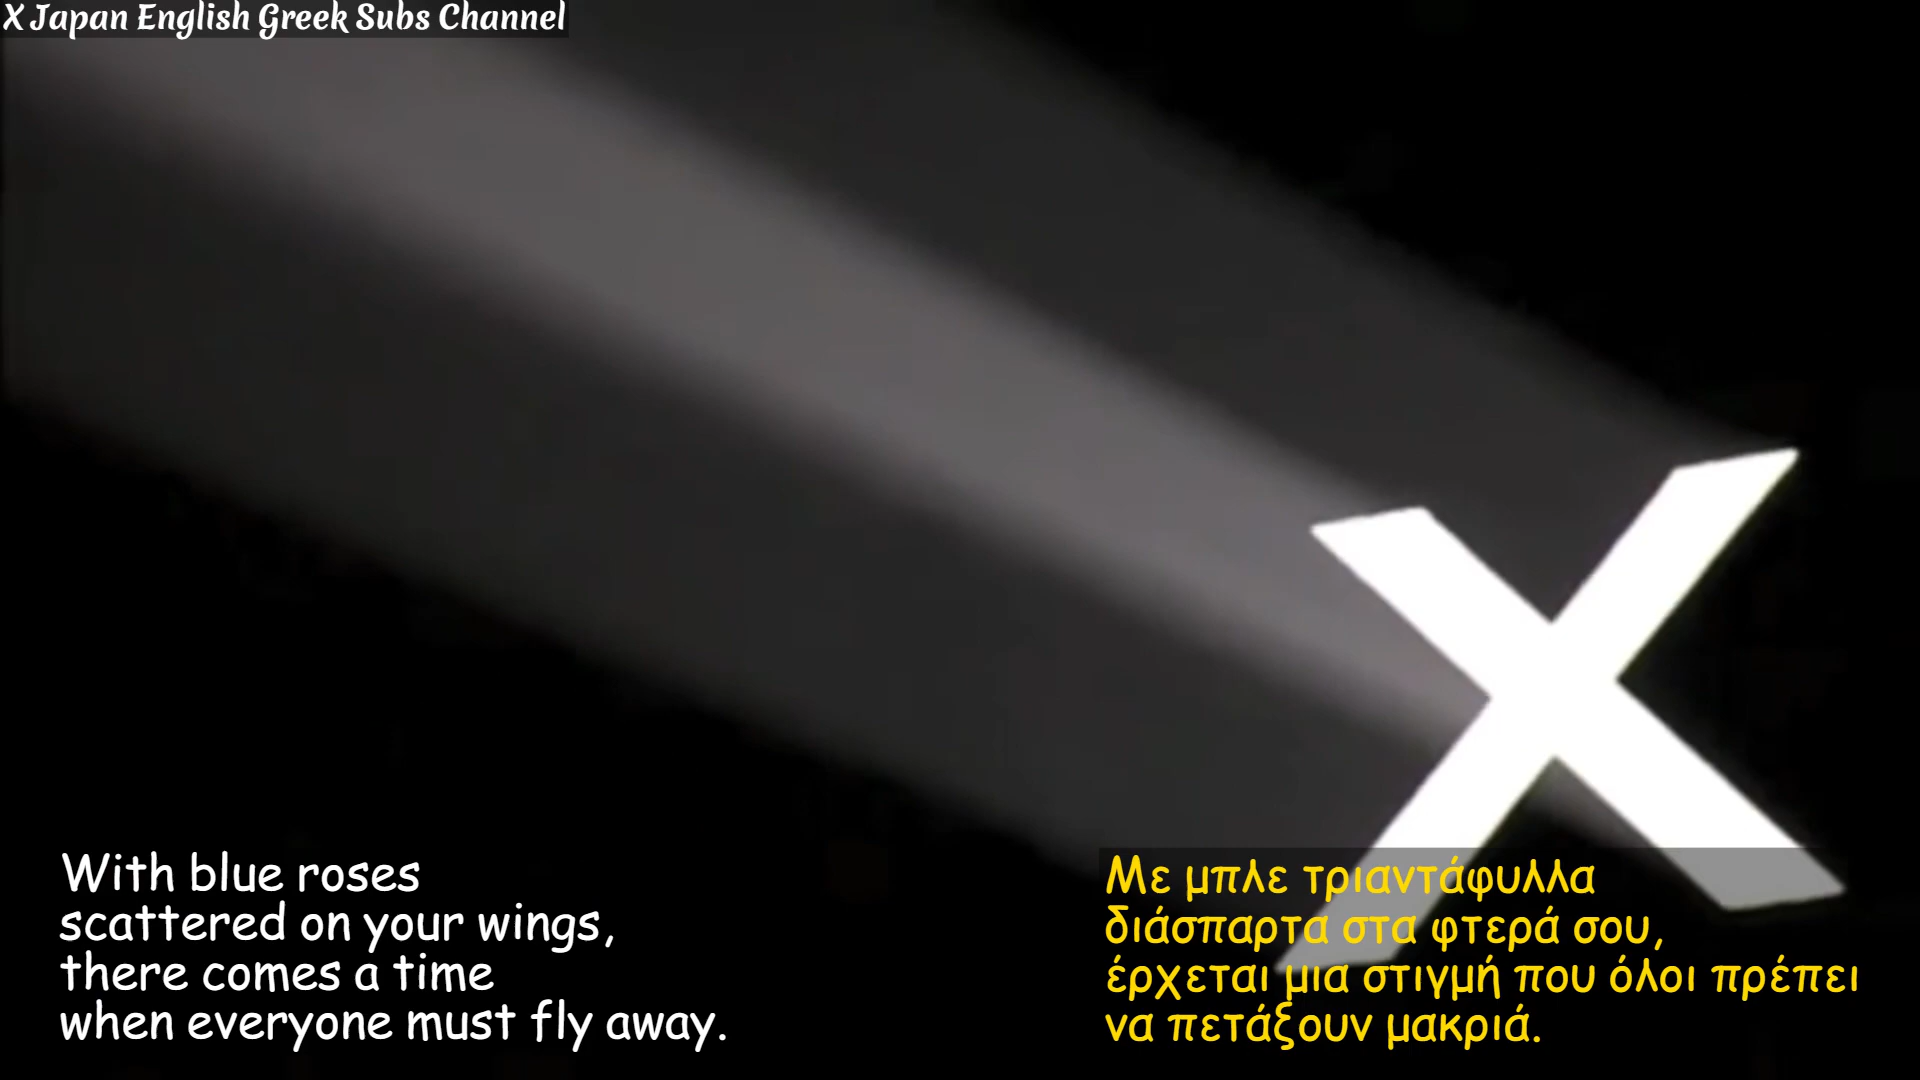 X Japan English Greek Subs Channel
X
With blue roses
scattered on your wings,
there comes a time
when everyone must fly away.
Με μπλε τριαντάφυλλα
διάσπαρτα στα φτερά σου,
έρχεται μια στιγμή που όλοι πρέπει
να πετάξουν μακριά.